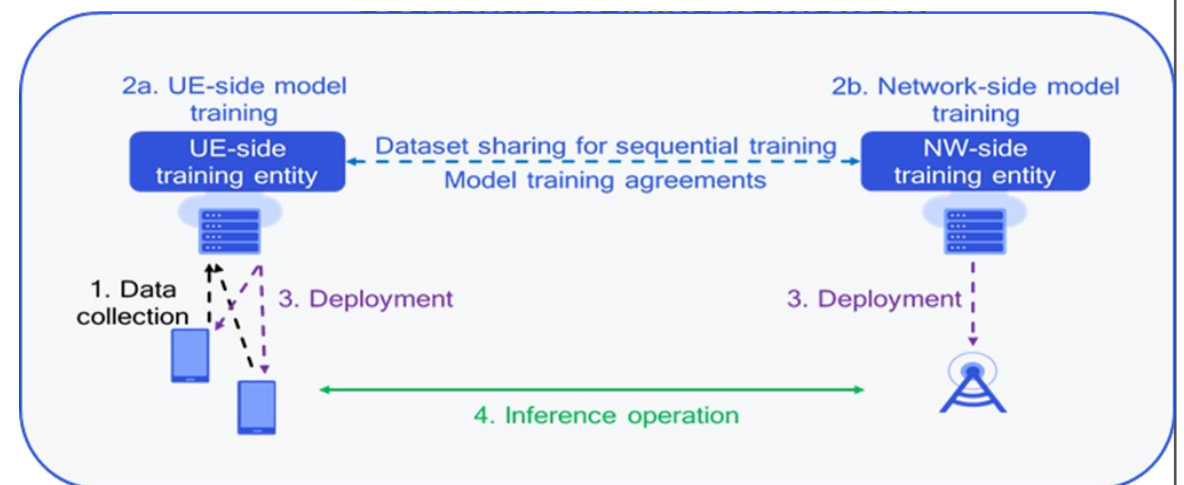 2a. UE-side model
training
2b. Network-side model
training
UE-side
training entity
Dataset sharing for sequential training
Model training agreements
NW-side
training entity
1. Data
collection
3. Deployment
3. Deployment
4. Inference operation